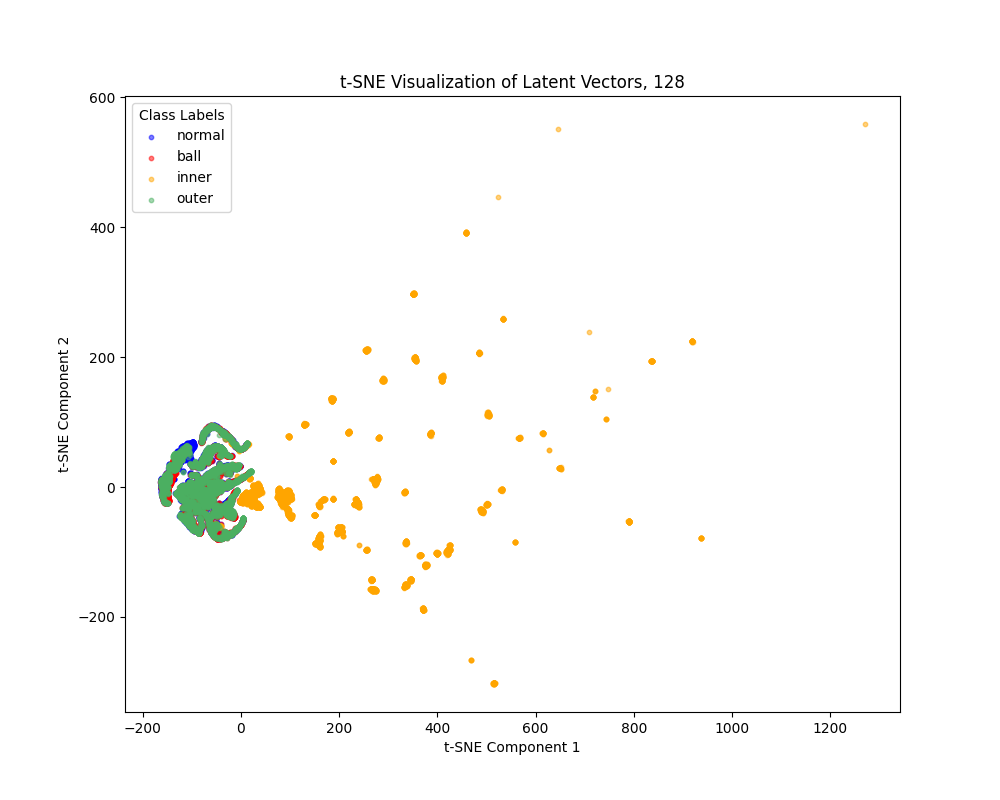 t-SNE Visualization of Latent Vectors, 128
600
400
200
0
−200
t-SNE Component 2
Class Labels
normal
ball
inner
outer
−200
0
200
400
600
800
1000
1200
t-SNE Component 1